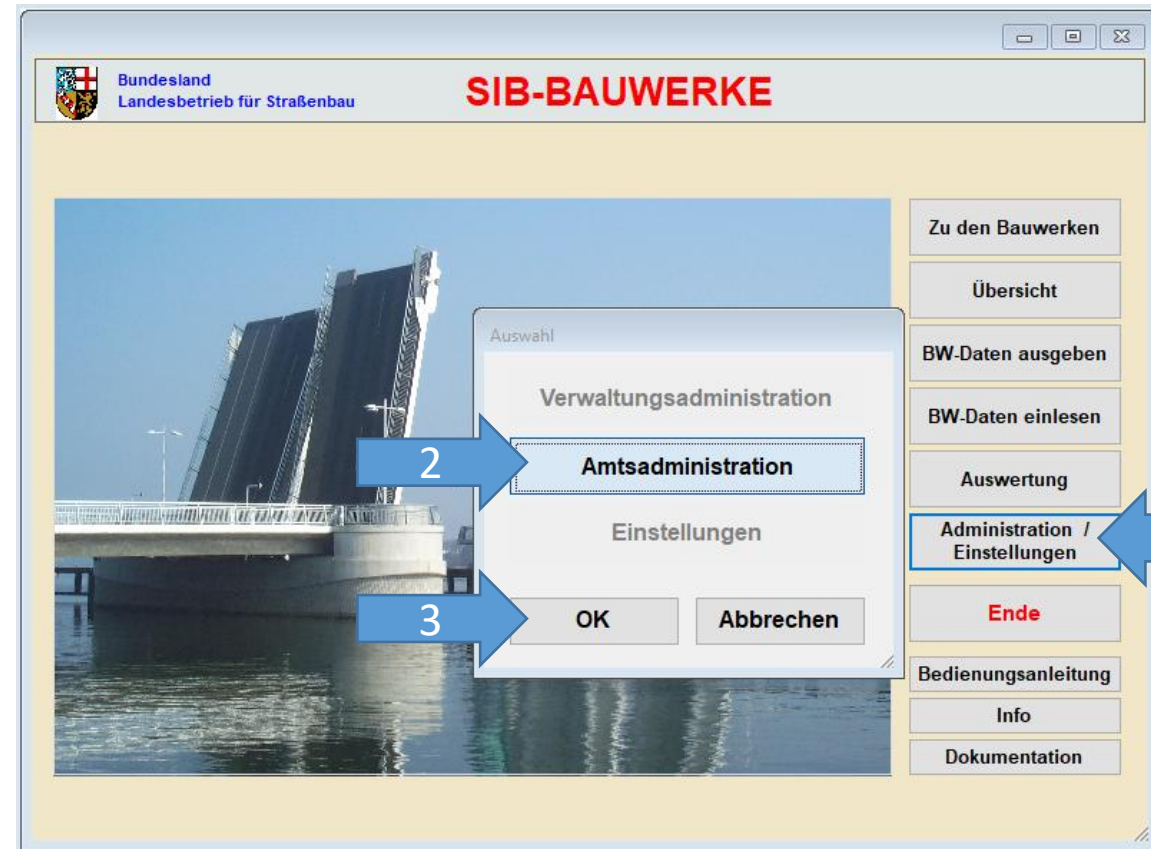 Bundesland
Landesbetrieb für Straßenbau
SIB-BAUWERKE
Zu den Bauwerken
Übersicht
BW-Daten ausgeben
BW-Daten einlesen
Auswertung
Administration /
Einstellungen
Ende
Bedienungsanleitung
Info
Dokumentation
Auswahl
Verwaltungsadministration
2
Amtsadministration
Einstellungen
3
OK
Abbrechen